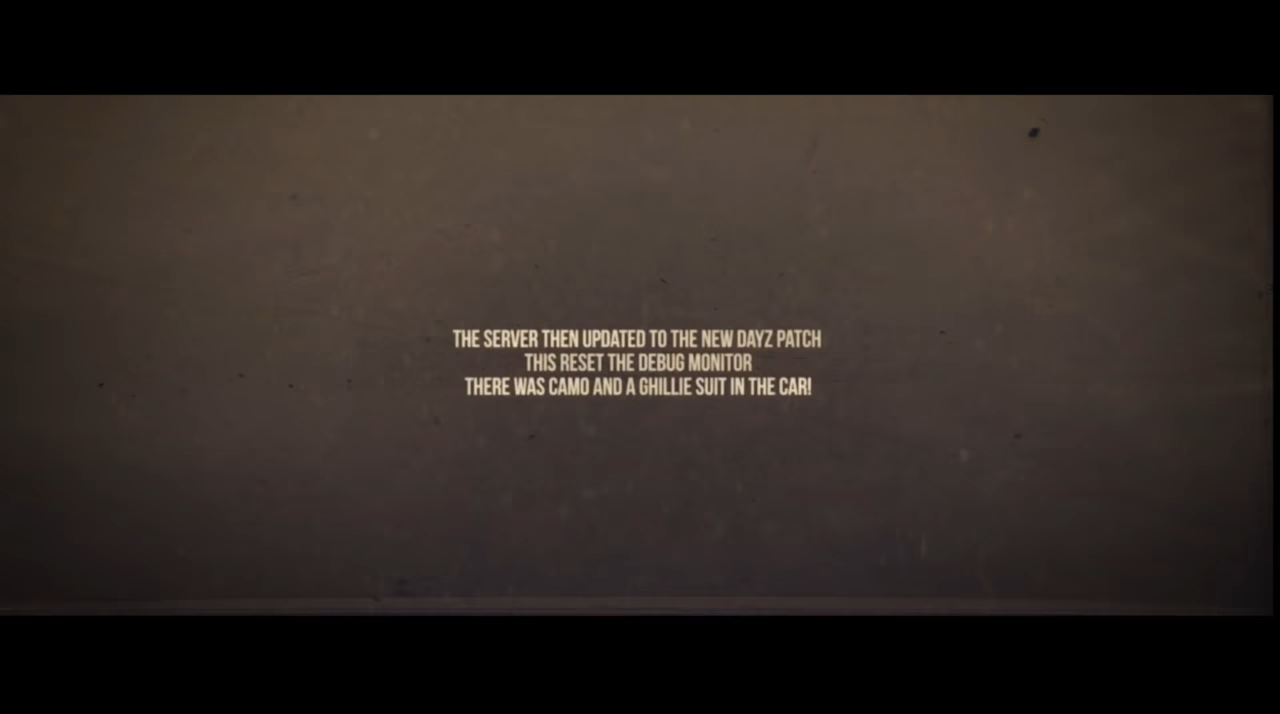 THE SERVER THEN UPDATED TO THE NEW DAYZ PATCH
THIS RESET THE DEBUG MONITOR
THERE WAS CAMO AND A GHILLIE SUIT IN THE CAR!